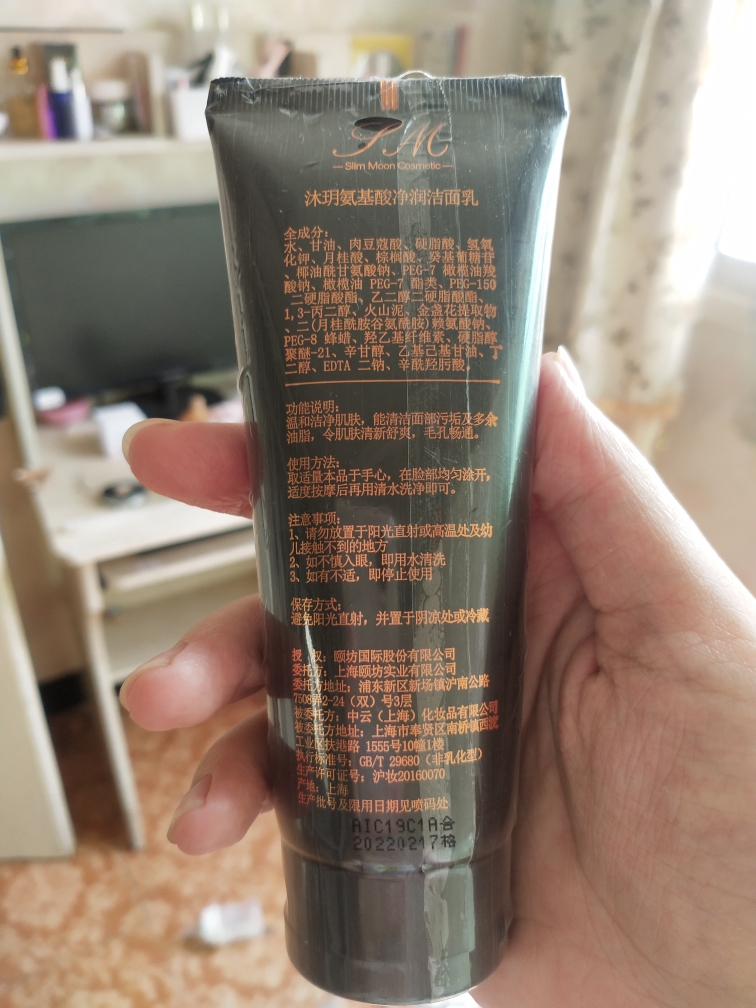 SM
—Slim Moon Cosmetic—
沐玥氨基酸净润洁面乳
全成分：
水、甘油、肉豆蔻酸、硬脂酸、氢氧
化钾、月桂酸、棕榈酸、癸基葡糖苷
、椰油酰甘氨酸钠、PEG-7 橄榄油羧
酸钠、橄榄油 PEG-7 酯类、PEG-150
二硬脂酸酯、乙二醇二硬脂酸酯、
1,3-丙二醇、火山泥、金盏花提取物
、二(月桂酰胺谷氨酰胺)赖氨酸钠、
PEG-8 蜂蜡、羟乙基纤维素、硬脂醇
聚醚-21、辛甘醇、乙基己基甘油、丁
二醇、EDTA 二钠、辛酰羟肟酸。
功能说明：
温和洁净肌肤，能清洁面部污垢及多余
油脂，令肌肤清新舒爽，毛孔畅通。
使用方法：
取适量本品于手心，在脸部均匀涂开，
适度按摩后再用清水洗净即可。
注意事项：
1、请勿放置于阳光直射或高温处及幼
儿接触不到的地方
2、如不慎入眼，即用水清洗
3、如有不适，即停止使用
保存方式：
避免阳光直射，并置于阴凉处或冷藏
授 权：颐坊国际股份有限公司
委托方：上海颐坊实业有限公司
委托方地址：浦东新区新场镇沪南公路
7508弄2-24（双）号3层
被委托方：中云（上海）化妆品有限公司
被委托方地址：上海市奉贤区南桥镇西渡
工业区扶港路 1555号10幢1楼
执行标准号：GB/T 29680（非乳化型）
生产许可证号：沪妆20160070
产地：上海
生产批号及限用日期见喷码处
AIC19C1A合
20220217格